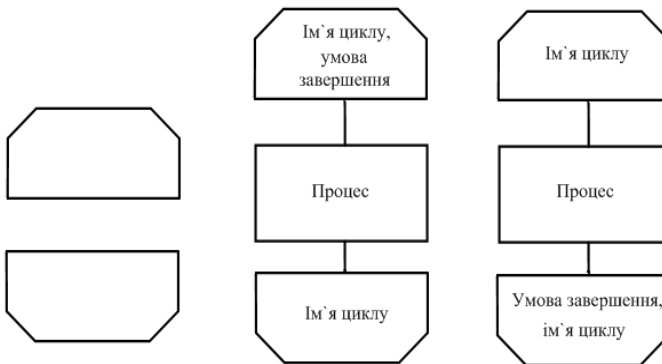 Ім`я циклу,
умова
завершення
Процес
Ім`я циклу
Ім`я циклу
Процес
Умова завершення,
ім`я циклу